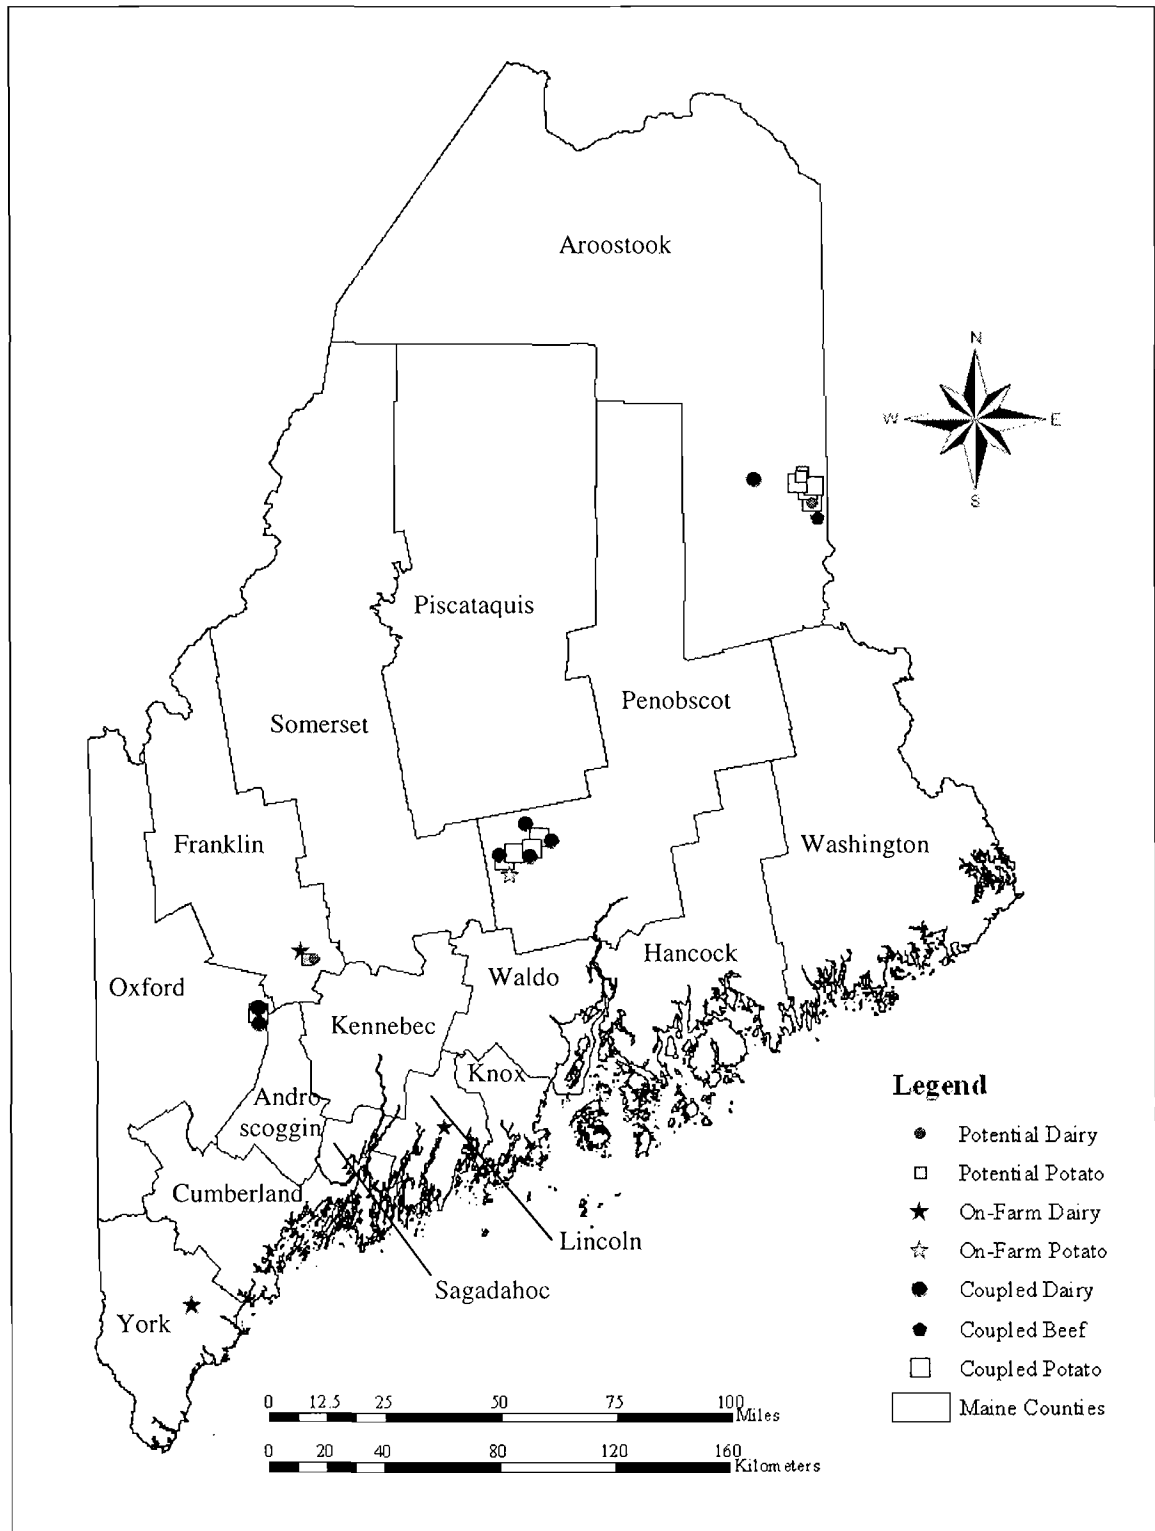 Aroostook
N
W
E
S
Piscataquis
Penobscot
Somerset
Franklin
Washington
Hancock
Waldo
Oxford
Kennebec
Knox
Andro
scoggin
Cumberland
Lincoln
Sagadahoc
York
Legend
Potential Dairy
Potential Potato
On-Farm Dairy
On-Farm Potato
Coupled Dairy
Coupled Beef
Coupled Potato
Maine Counties
0 12.5 25 50 75 100
Miles
0 20 40 80 120 160
Kilometers